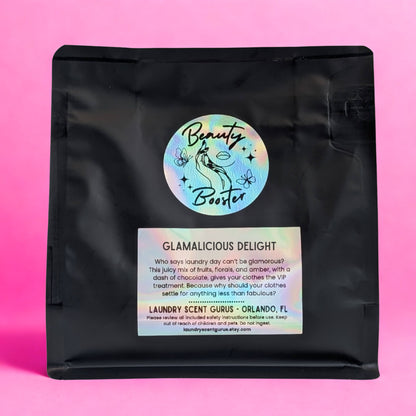 Beauty
Booster
GLAMALICIOUS DELIGHT
Who says laundry day can't be glamorous?
This juicy mix of fruits, florals, and amber, with a
dash of chocolate, gives your clothes the VIP
treatment. Because why should your clothes
settle for anything less than fabulous?
LAUNDRY SCENT GURUS - ORLANDO, FL
Please review all included safety instructions before use. Keep
out of reach of children and pets. Do not ingest.
laundryscentgurus.etsy.com